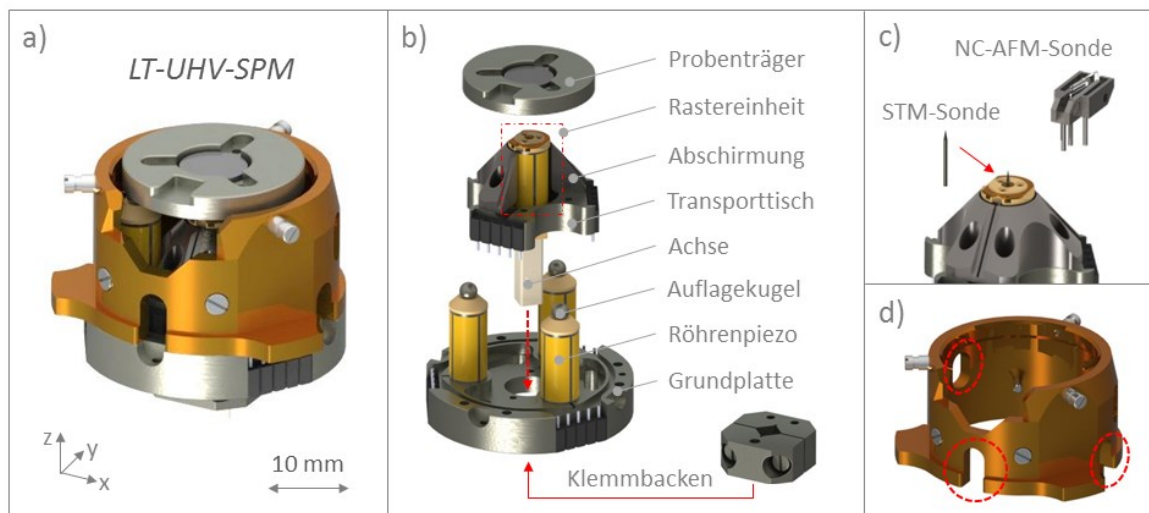 a)
LT-UHV-SPM
z
y
x
10 mm
b)
Probenträger
Rastereinheit
Abschirmung
Transporttisch
Achse
Auflagekugel
Röhrenpiezo
Grundplatte
Klemmbacken
c)
NC-AFM-Sonde
STM-Sonde
d)